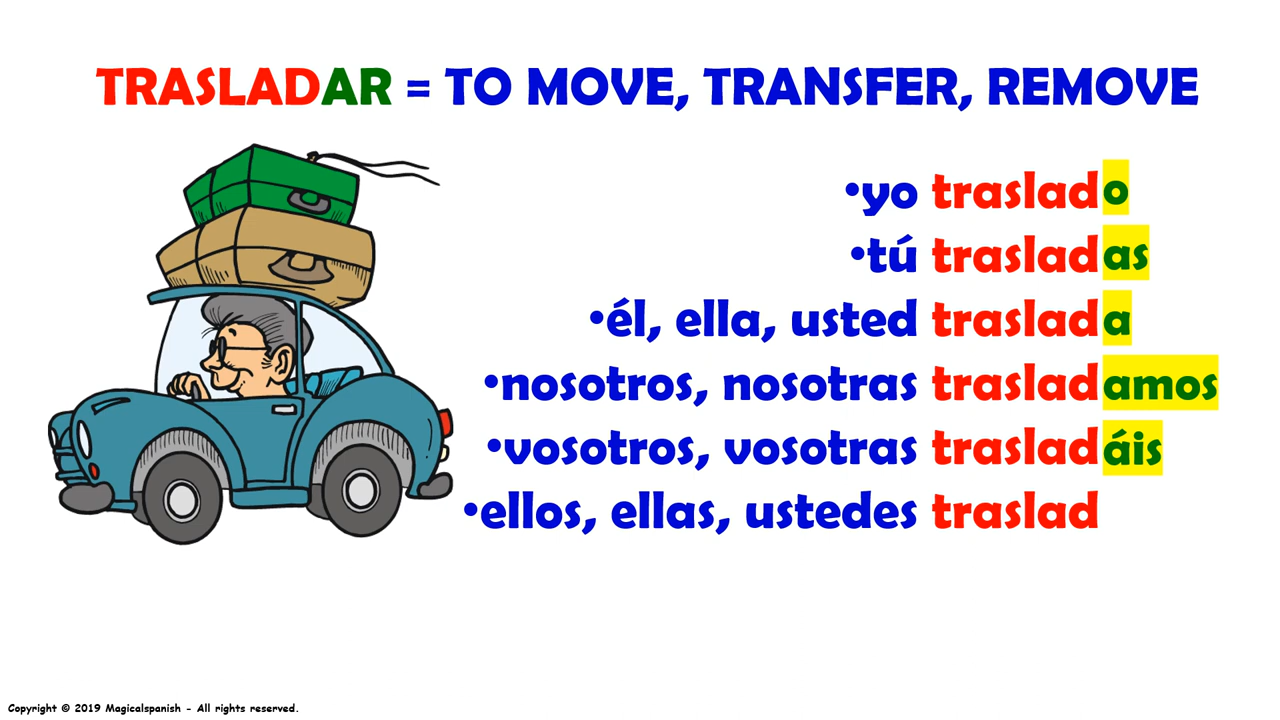 TRASLADAR = TO MOVE, TRANSFER, REMOVE
•yo traslado
•tú trasladas
•él, ella, usted traslada
•nosotros, nosotras trasladamos
•vosotros, vosotras trasladáis
•ellos, ellas, ustedes traslad
Copyright © 2019 Magicalspanish - All rights reserved.